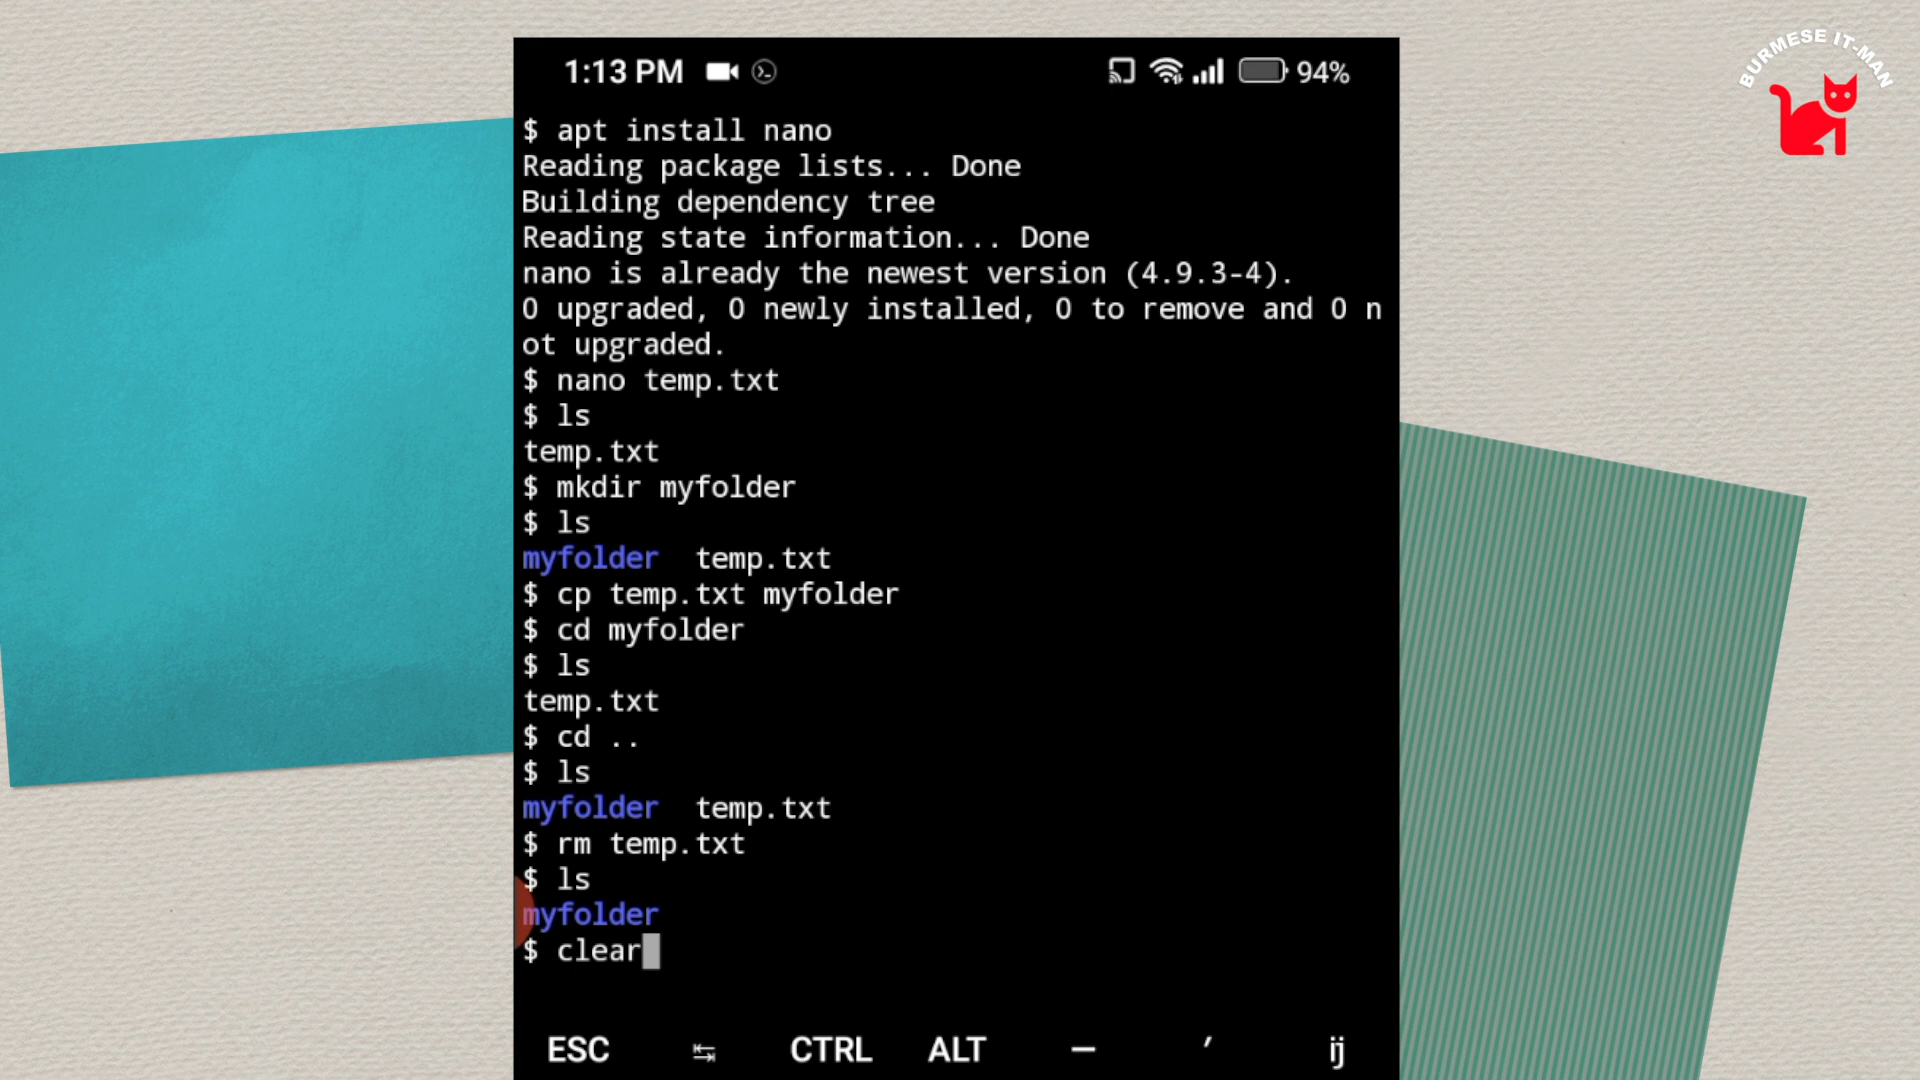 BURMESE IT-MAN
1:13 PM 94%
$ apt install nano
Reading package lists... Done
Building dependency tree
Reading state information... Done
nano is already the newest version (4.9.3-4).
0 upgraded, 0 newly installed, 0 to remove and 0 n
ot upgraded.
$ nano temp.txt
$ ls
temp.txt
$ mkdir myfolder
$ ls
myfolder  temp.txt
$ cp temp.txt myfolder
$ cd myfolder
$ ls
temp.txt
$ cd ..
$ ls
myfolder  temp.txt
$ rm temp.txt
$ ls
myfolder
$ clear
ESC ↹ CTRL ALT — ′ ij